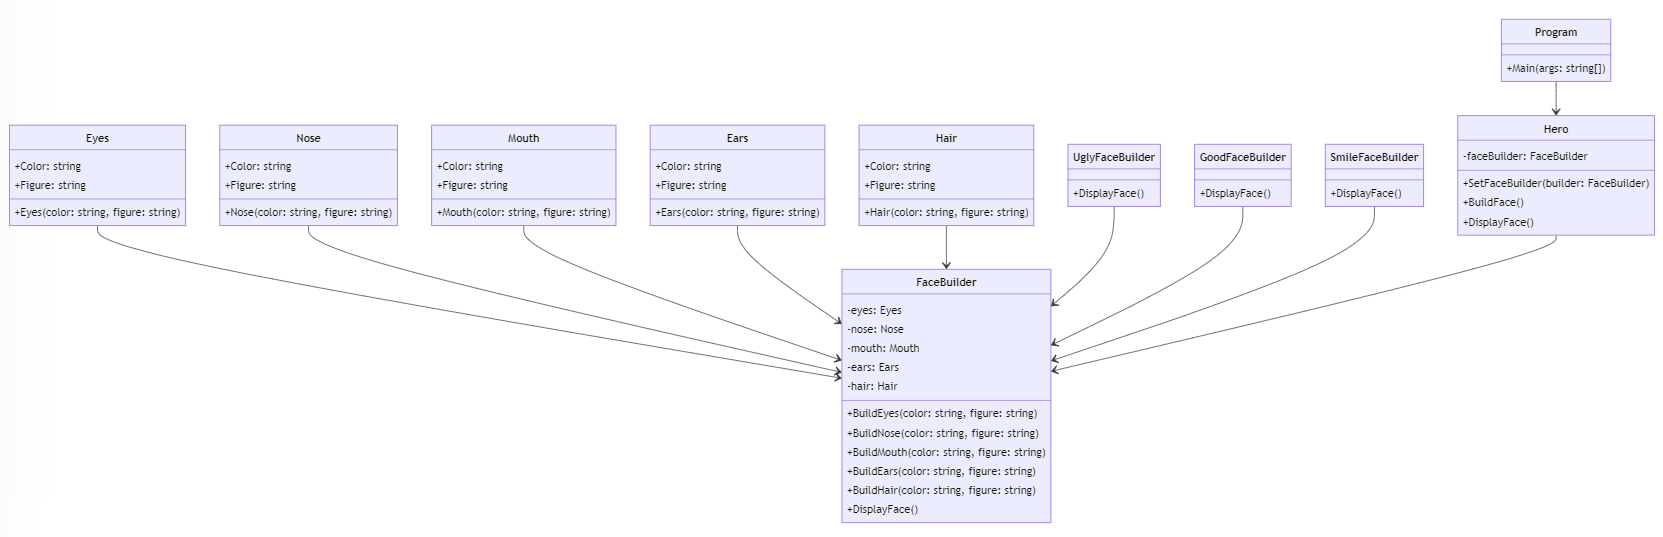 Program
+Main(args: string[])
Eyes
+Color: string
+Figure: string
+Eyes(color: string, figure: string)
Nose
+Color: string
+Figure: string
+Nose(color: string, figure: string)
Mouth
+Color: string
+Figure: string
+Mouth(color: string, figure: string)
Ears
+Color: string
+Figure: string
+Ears(color: string, figure: string)
Hair
+Color: string
+Figure: string
+Hair(color: string, figure: string)
UglyFaceBuilder
+DisplayFace()
GoodFaceBuilder
+DisplayFace()
SmileFaceBuilder
+DisplayFace()
Hero
-faceBuilder: FaceBuilder
+SetFaceBuilder(builder: FaceBuilder)
+BuildFace()
+DisplayFace()
FaceBuilder
-eyes: Eyes
-nose: Nose
-mouth: Mouth
-ears: Ears
-hair: Hair
+BuildEyes(color: string, figure: string)
+BuildNose(color: string, figure: string)
+BuildMouth(color: string, figure: string)
+BuildEars(color: string, figure: string)
+BuildHair(color: string, figure: string)
+DisplayFace()